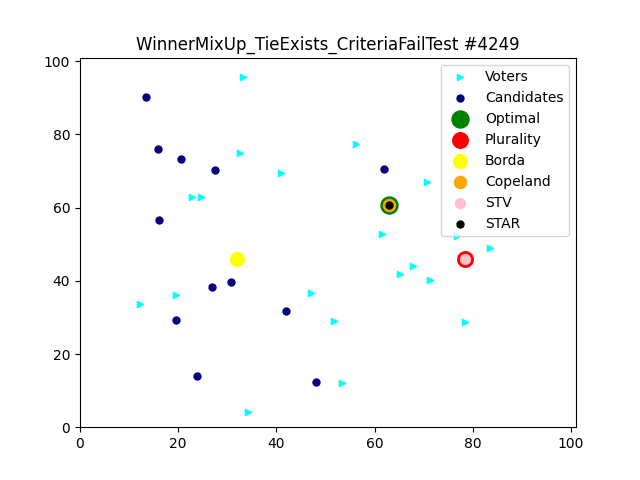 WinnerMixUp_TieExists_CriteriaFailTest #4249
100
80
60
40
20
0
0
20
40
60
80
100
Voters
Candidates
Optimal
Plurality
Borda
Copeland
STV
STAR